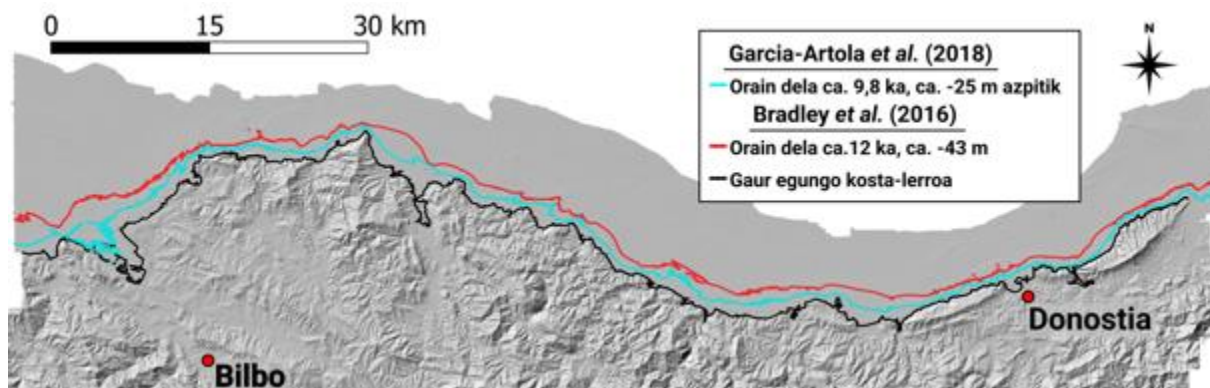 0 15 30 km
N
Garcia-Artola et al. (2018)
Orain dela ca. 9,8 ka, ca. -25 m azpitik
Bradley et al. (2016)
Orain dela ca.12 ka, ca. -43 m
Gaur egungo kosta-lerroa
Donostia
Bilbo